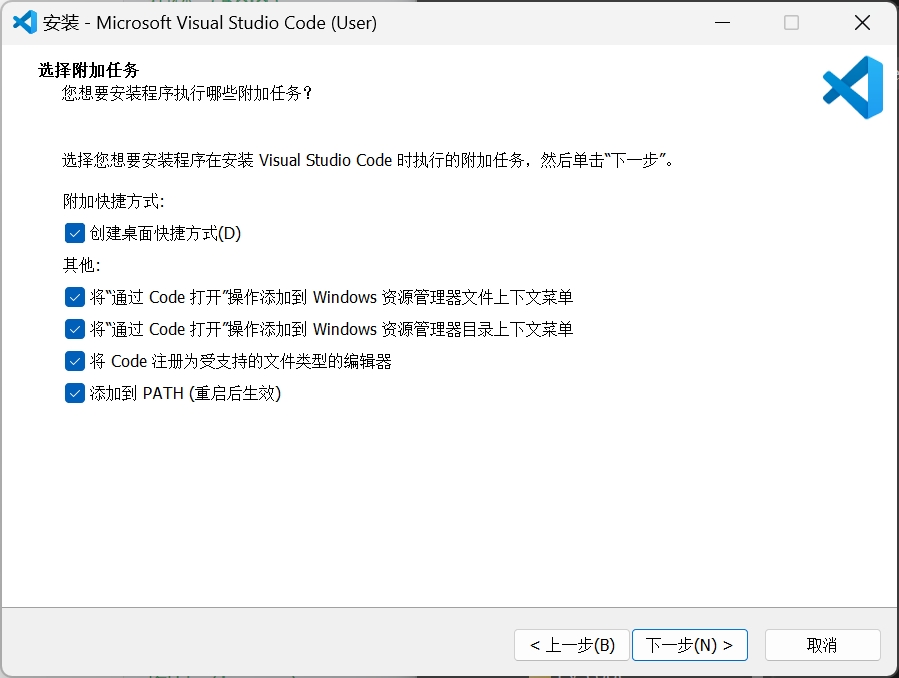 安装 - Microsoft Visual Studio Code (User)
选择附加任务
您想要安装程序执行哪些附加任务？
选择您想要安装程序在安装 Visual Studio Code 时执行的附加任务，然后单击“下一步”。
附加快捷方式:
创建桌面快捷方式(D)
其他:
将“通过 Code 打开”操作添加到 Windows 资源管理器文件上下文菜单
将“通过 Code 打开”操作添加到 Windows 资源管理器目录上下文菜单
将 Code 注册为受支持的文件类型的编辑器
添加到 PATH (重启后生效)
< 上一步(B) 下一步(N) > 取消